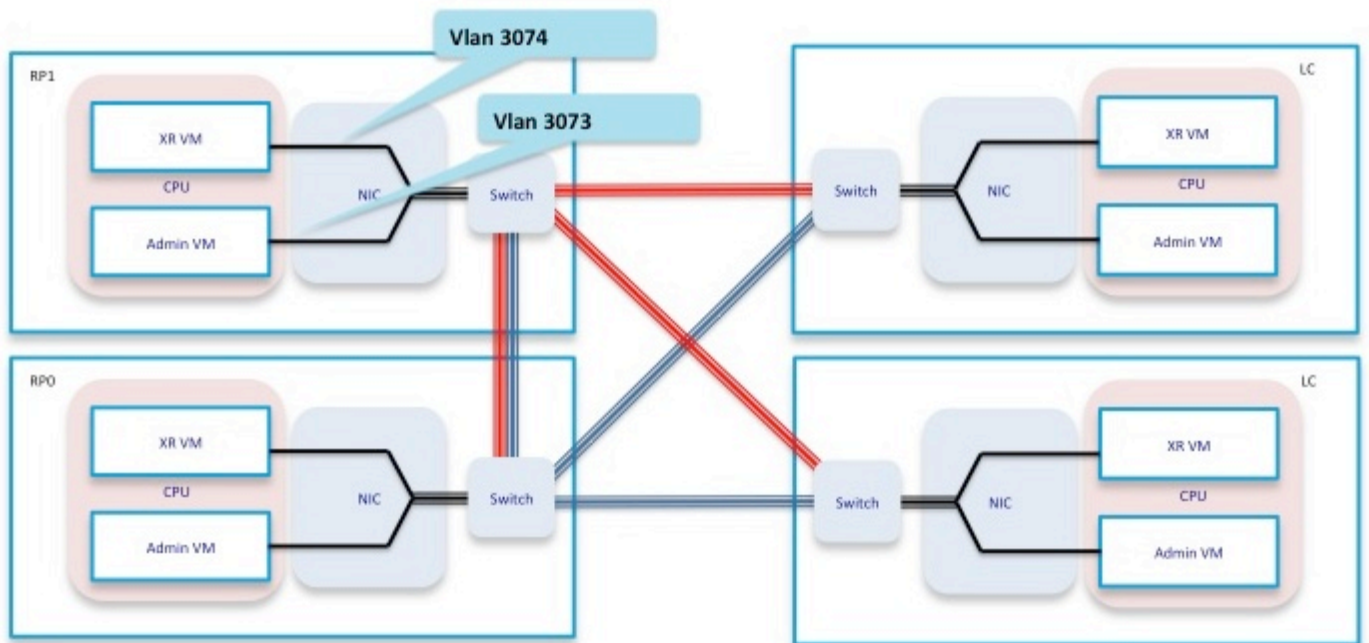 Vlan 3074
RP1
XR VM
CPU
Admin VM
NIC
Vlan 3073
Switch
LC
Switch
NIC
XR VM
CPU
Admin VM
RP0
XR VM
CPU
Admin VM
NIC
Switch
LC
Switch
NIC
XR VM
CPU
Admin VM